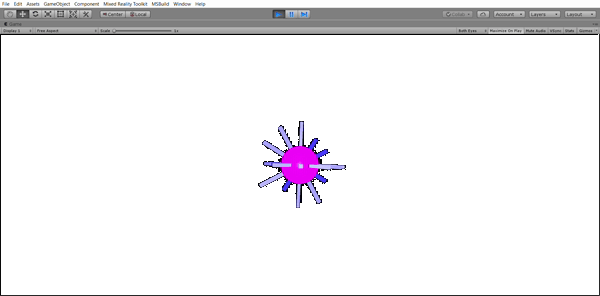 File Edit Assets GameObject Component Mixed Reality Toolkit MSBuild Window Help
Center Local Collab Account Layers Layout
Game
Display 1 Free Aspect Scale 1x Both Eyes Maximize On Play Mute Audio VSync Stats Gizmos